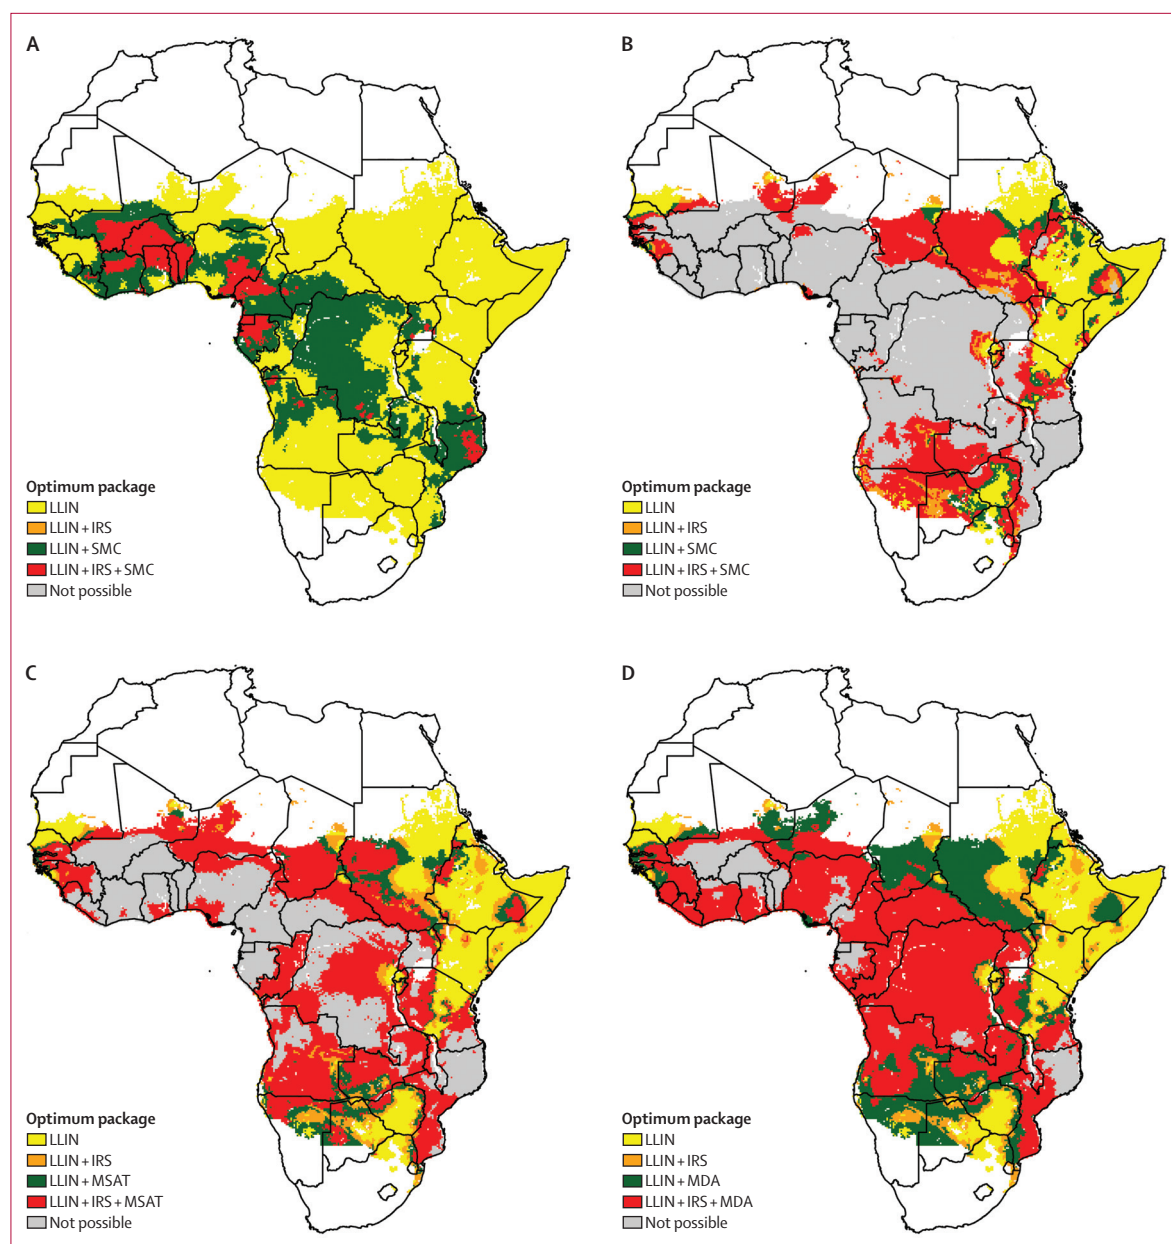 A
Optimum package
LLIN
LLIN + IRS
LLIN + SMC
LLIN + IRS + SMC
Not possible
B
Optimum package
LLIN
LLIN + IRS
LLIN + SMC
LLIN + IRS + SMC
Not possible
C
Optimum package
LLIN
LLIN + IRS
LLIN + MSAT
LLIN + IRS + MSAT
Not possible
D
Optimum package
LLIN
LLIN + IRS
LLIN + MDA
LLIN + IRS + MDA
Not possible